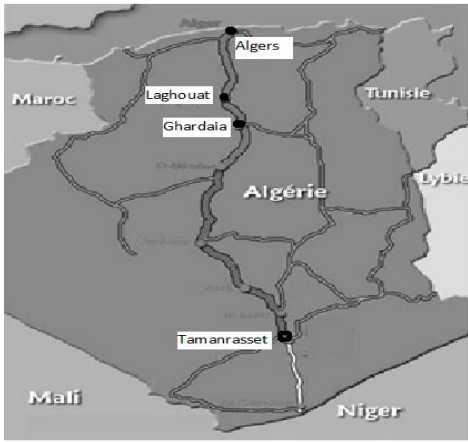 Alger
Algers
Maroc
Laghouat
Tunisie
Ghardaia
Algérie
Lybie
Tamanrasset
Mali
Niger